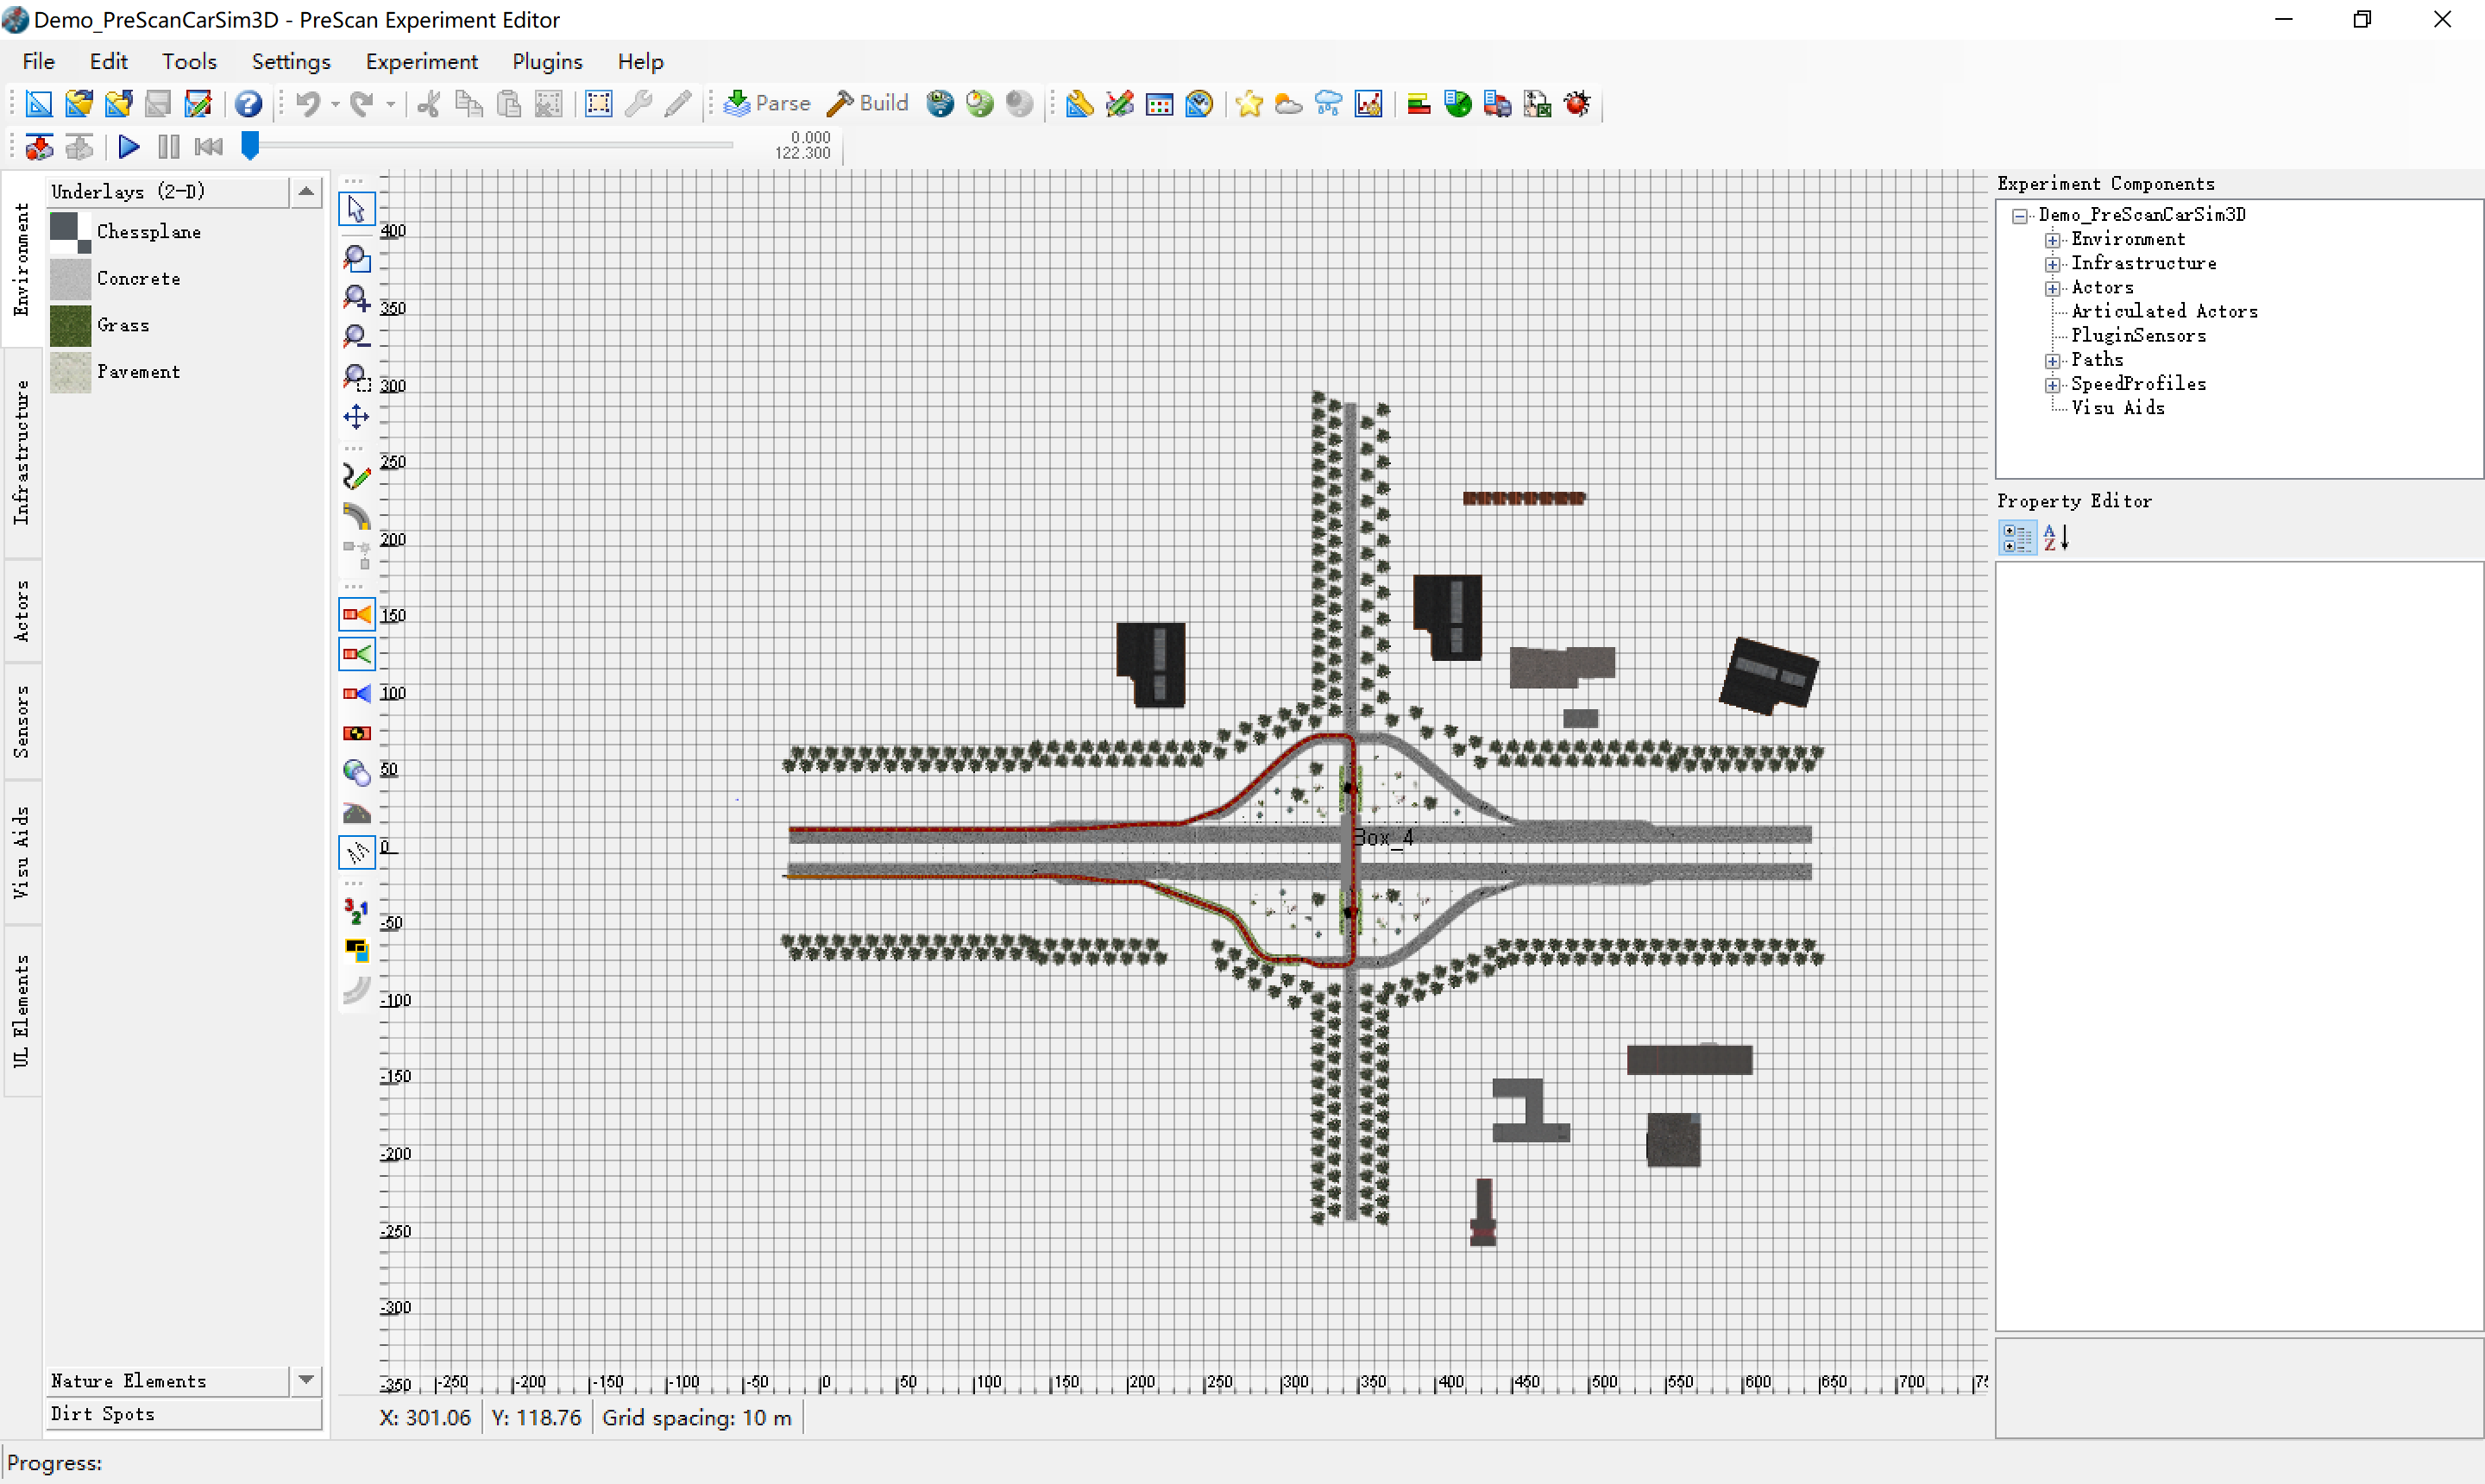 Demo_PreScanCarSim3D - PreScan Experiment Editor
File Edit Tools Settings Experiment Plugins Help
Parse Build
0.000
122.300
Environment
Infrastructure
Actors
Sensors
Visu Aids
UL Elements
Underlays (2-D)
Chessplane
Concrete
Grass
Pavement
Nature Elements
Dirt Spots
400
350
300
250
200
150
100
50
0
-50
-100
-150
-200
-250
-300
-350
Box_4
-250 -200 -150 -100 -50 0 50 100 150 200 250 300 350 400 450 500 550 600 650 700
X: 301.06 Y: 118.76 Grid spacing: 10 m
Experiment Components
Demo_PreScanCarSim3D
Environment
Infrastructure
Actors
Articulated Actors
PluginSensors
Paths
SpeedProfiles
Visu Aids
Property Editor
Progress: